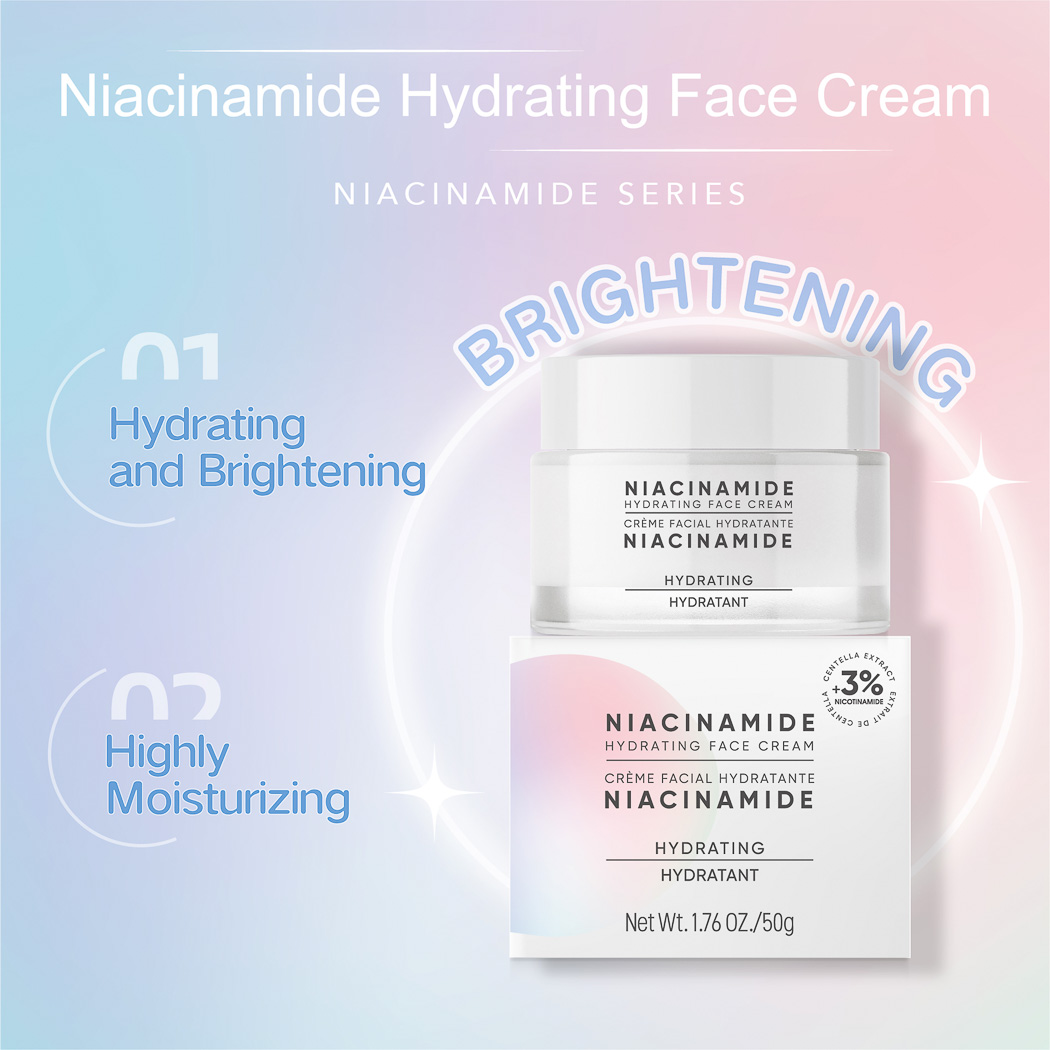 Niacinamide Hydrating Face Cream
NIACINAMIDE SERIES
BRIGHTENING
01
Hydrating
and Brightening
02
Highly
Moisturizing
NIACINAMIDE
HYDRATING FACE CREAM
CRÈME FACIAL HYDRATANTE
NIACINAMIDE
HYDRATING
HYDRATANT
CENTELLA EXTRACT
EXTRAIT DE CENTELLA
+3%
NICOTINAMIDE
NIACINAMIDE
HYDRATING FACE CREAM
CRÈME FACIAL HYDRATANTE
NIACINAMIDE
HYDRATING
HYDRATANT
Net Wt. 1.76 OZ./50g